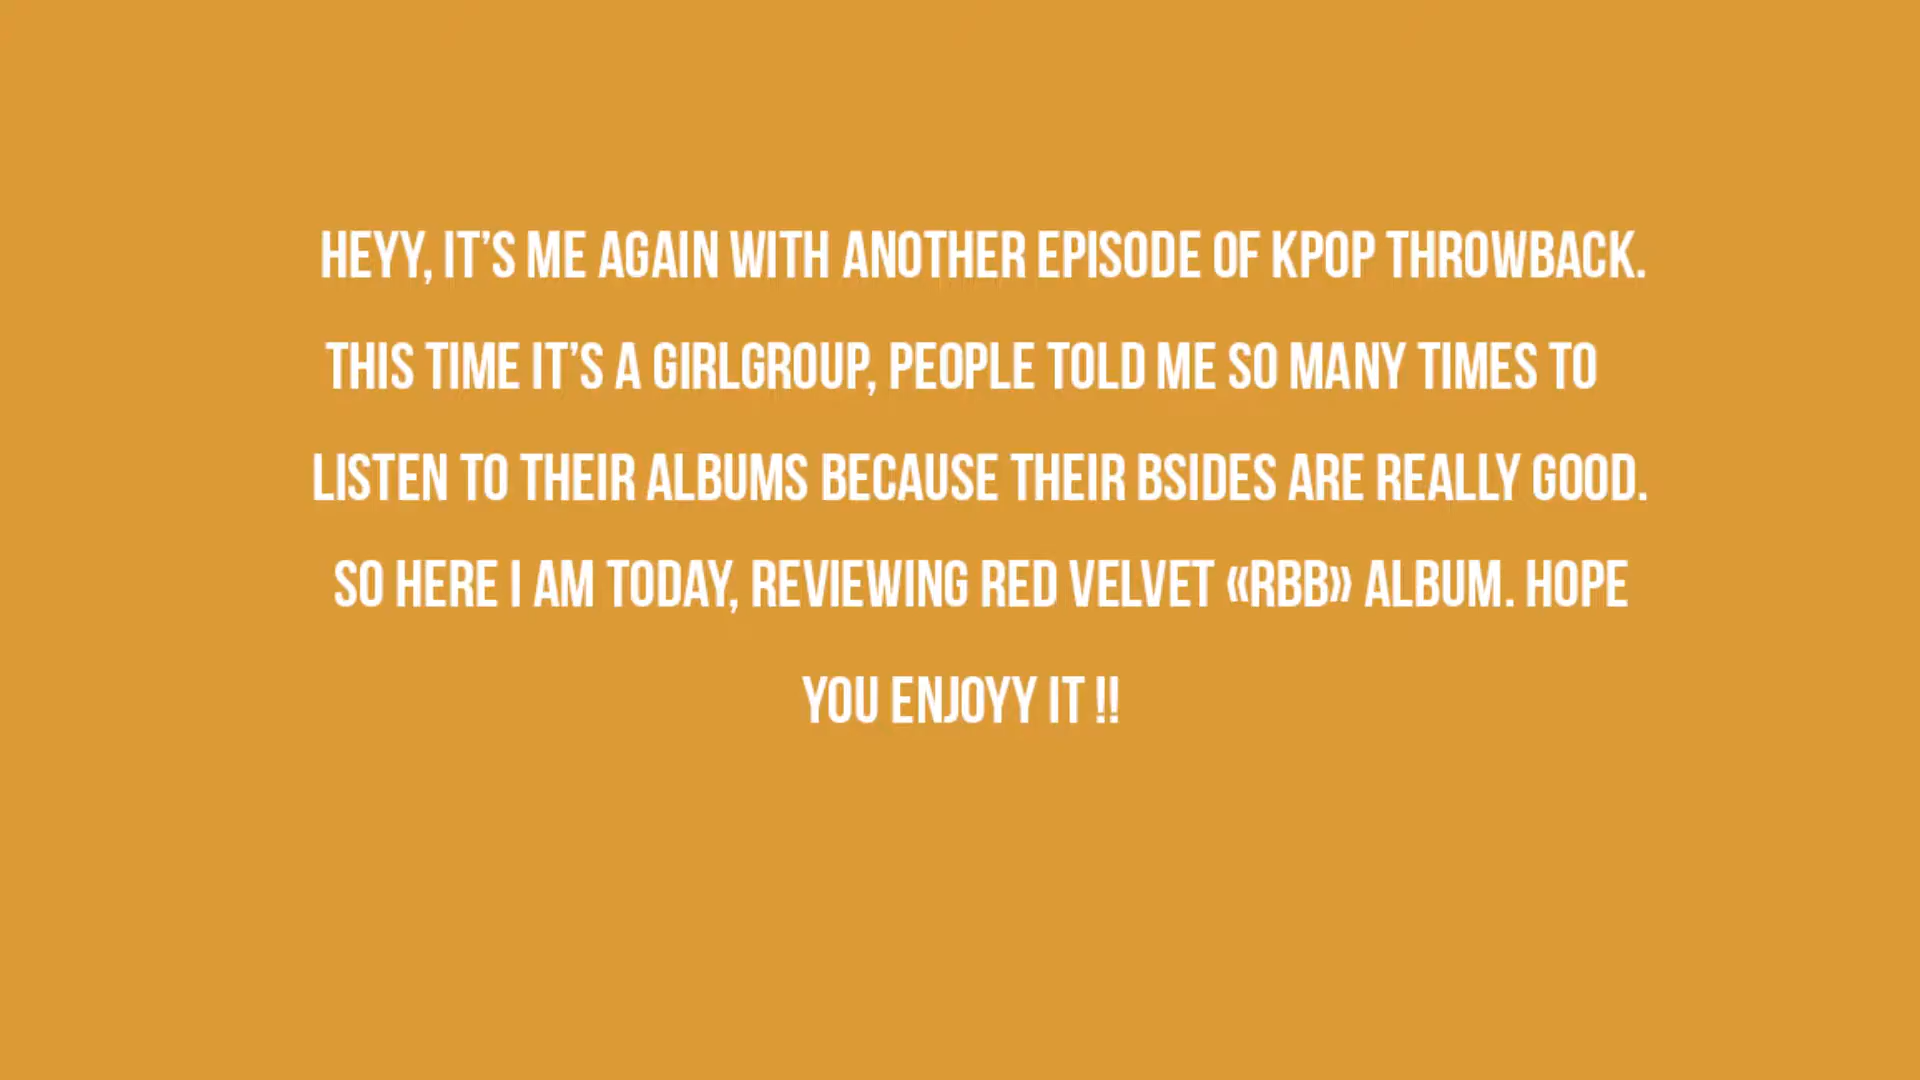 HEYY, IT'S ME AGAIN WITH ANOTHER EPISODE OF KPOP THROWBACK.
THIS TIME IT'S A GIRLGROUP, PEOPLE TOLD ME SO MANY TIMES TO
LISTEN TO THEIR ALBUMS BECAUSE THEIR BSIDES ARE REALLY GOOD.
SO HERE I AM TODAY, REVIEWING RED VELVET «RBB» ALBUM. HOPE
YOU ENJOYY IT !!